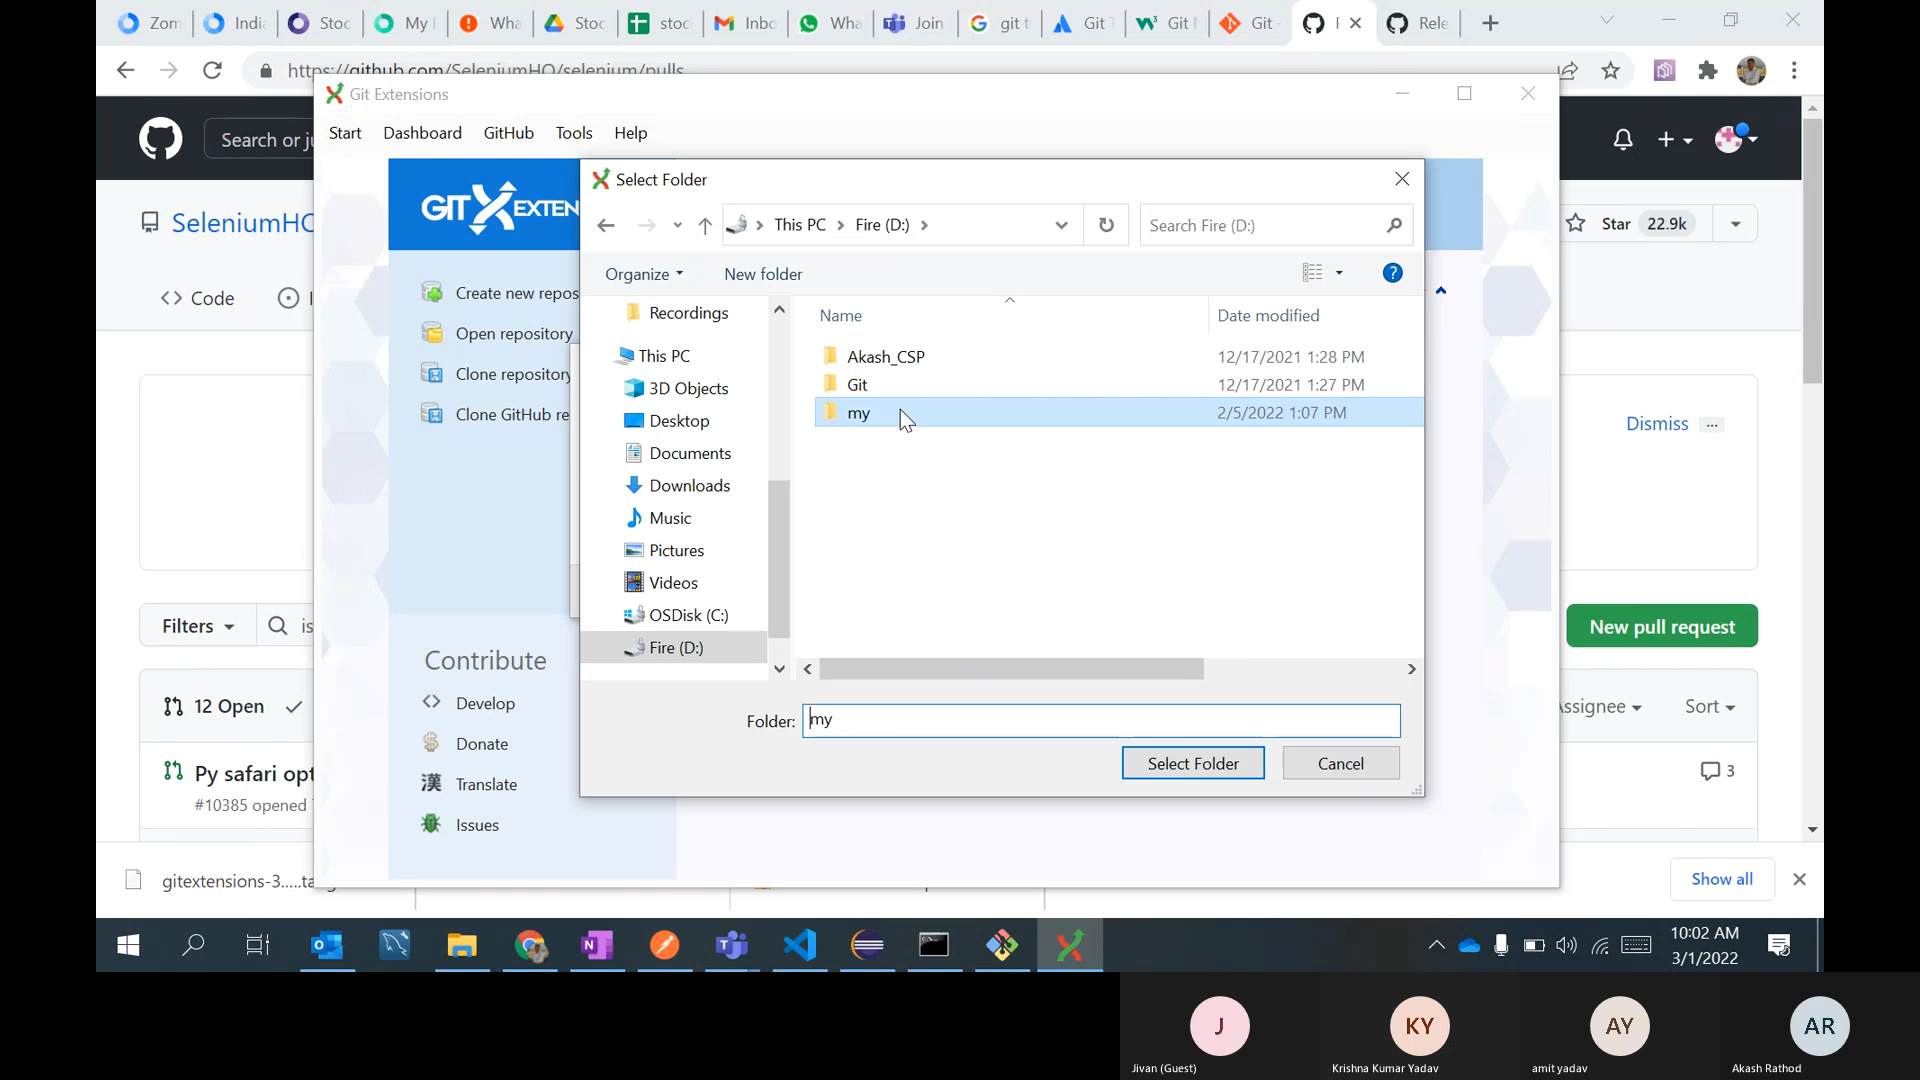 Zom
Indi
Stoc
My
Wha
Stoc
stoc
Inbo
Wha
Join
git t
Git T
Git
Git -
Rele
https://github.com/SeleniumHQ/selenium/pulls
Git Extensions
Start Dashboard GitHub Tools Help
Search or ju
SeleniumHQ
Star 22.9k
Code
GIT EXTEN
Create new repos
Open repository
Clone repository
Clone GitHub re
Contribute
Develop
Donate
Translate
Issues
Select Folder
This PC > Fire (D:) >
Search Fire (D:)
Organize
New folder
Recordings
This PC
3D Objects
Desktop
Documents
Downloads
Music
Pictures
Videos
OSDisk (C:)
Fire (D:)
Name Date modified
Akash_CSP 12/17/2021 1:28 PM
Git 12/17/2021 1:27 PM
my 2/5/2022 1:07 PM
Folder: my
Select Folder Cancel
Dismiss ...
Filters
is
New pull request
12 Open
Assignee Sort
Py safari opt
#10385 opened
3
gitextensions-3.....ta
Show all
10:02 AM
3/1/2022
J KY AY AR
Jivan (Guest) Krishna Kumar Yadav amit yadav Akash Rathod